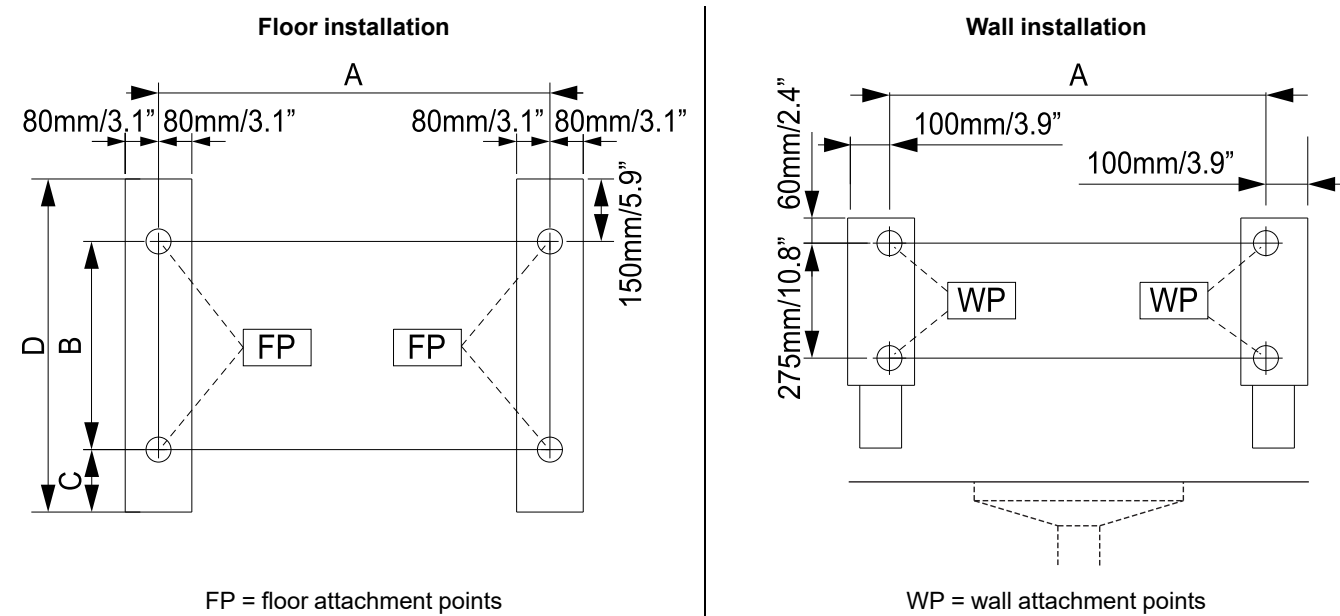 Floor installation
A
80mm/3.1” 80mm/3.1” 80mm/3.1” 80mm/3.1”
150mm/5.9"
D
B
C
FP
FP
FP = floor attachment points
Wall installation
A
60mm/2.4”
100mm/3.9”
100mm/3.9”
275mm/10.8”
WP
WP
WP = wall attachment points